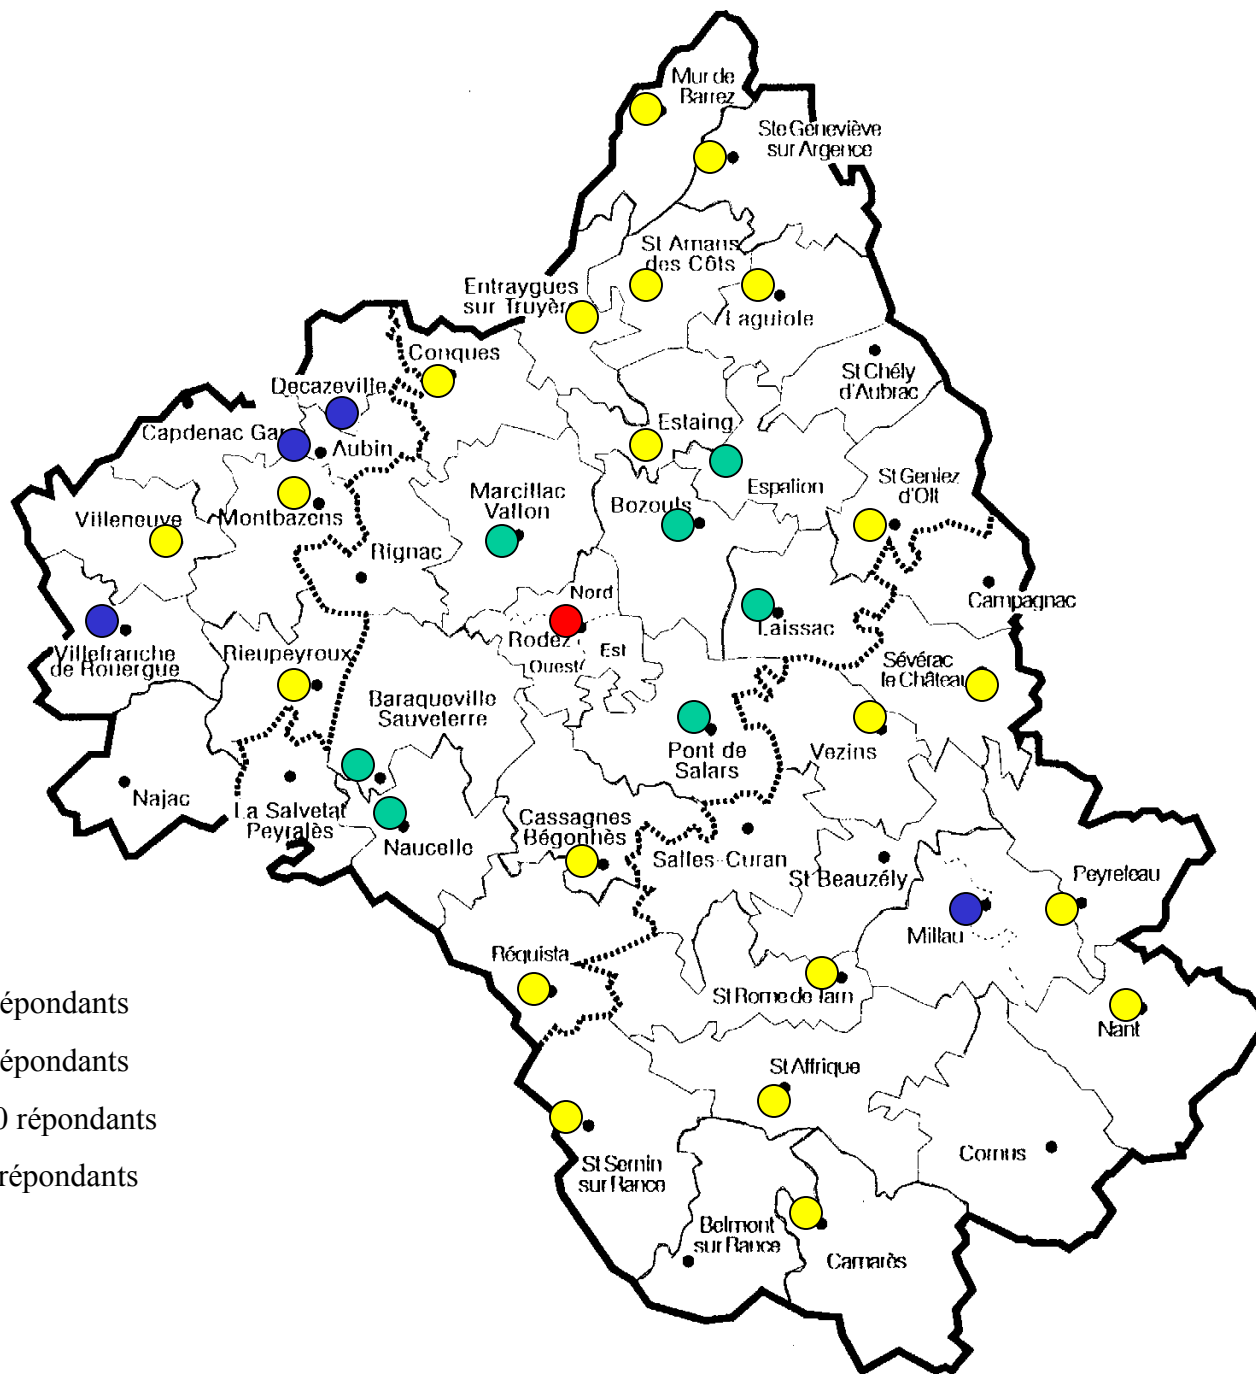 Mur de
Barrez
Ste Geneviève
sur Argence
St Amans
des Côts
Entraygues
sur Truyère
Laguiole
Conques
St Chély
d'Aubrac
Decazeville
Capdenac Gar
Aubin
Estaing
Espalion
St Geniez
d'Olt
Marcillac
Vallon
Bozouls
Villeneuve
Montbazens
Rignac
Nord
Campagnac
Laissac
Rodez
Ouest
Est
Villefranche
de Rouergue
Rieupeyroux
Sévérac
le Château
Baraqueville
Sauveterre
Pont de
Salars
Vezins
Najac
La Salvetat
Peyralès
Naucelle
Cassagnes
Bégonhès
Salles-Curan
St Beauzély
Peyreleau
Millau
Réquista
St Rome de Tarn
Nant
épondants
épondants
0 répondants
répondants
St Affrique
Cornus
St Sernin
sur Rance
Belmont
sur Rance
Camarès